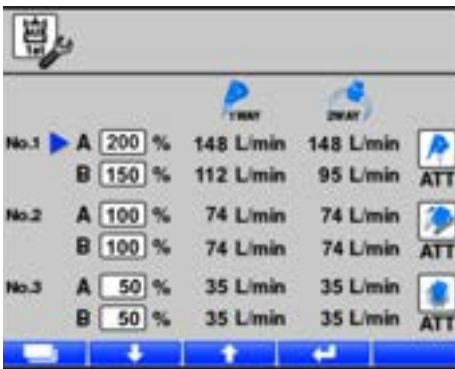 1WAY 2WAY
No.1 A 200 % 148 L/min 148 L/min
B 150 % 112 L/min 95 L/min ATT
No.2 A 100 % 74 L/min 74 L/min
B 100 % 74 L/min 74 L/min ATT
No.3 A 50 % 35 L/min 35 L/min
B 50 % 35 L/min 35 L/min ATT